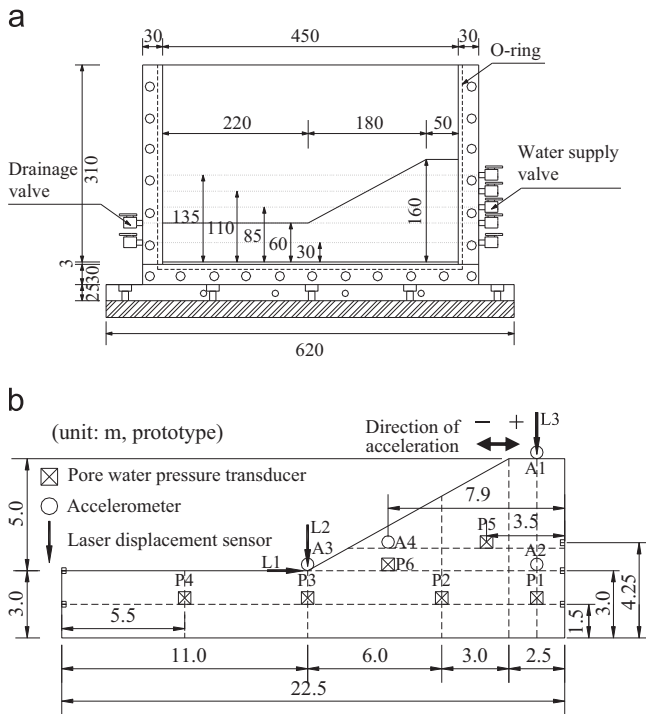 a
30 450 30
O-ring
220 180 50
Drainage valve
Water supply valve
310
135 110 85 60 30 160
3
30
25
620
b
(unit: m, prototype)
Direction of acceleration
− +
L3
Pore water pressure transducer
Accelerometer
Laser displacement sensor
A1
7.9
5.0
L2
P5 3.5
A4
A3
L1
P6
A2
P4 P3 P2 P1
3.0
5.5
1.5
3.0
4.25
11.0 6.0 3.0 2.5
22.5